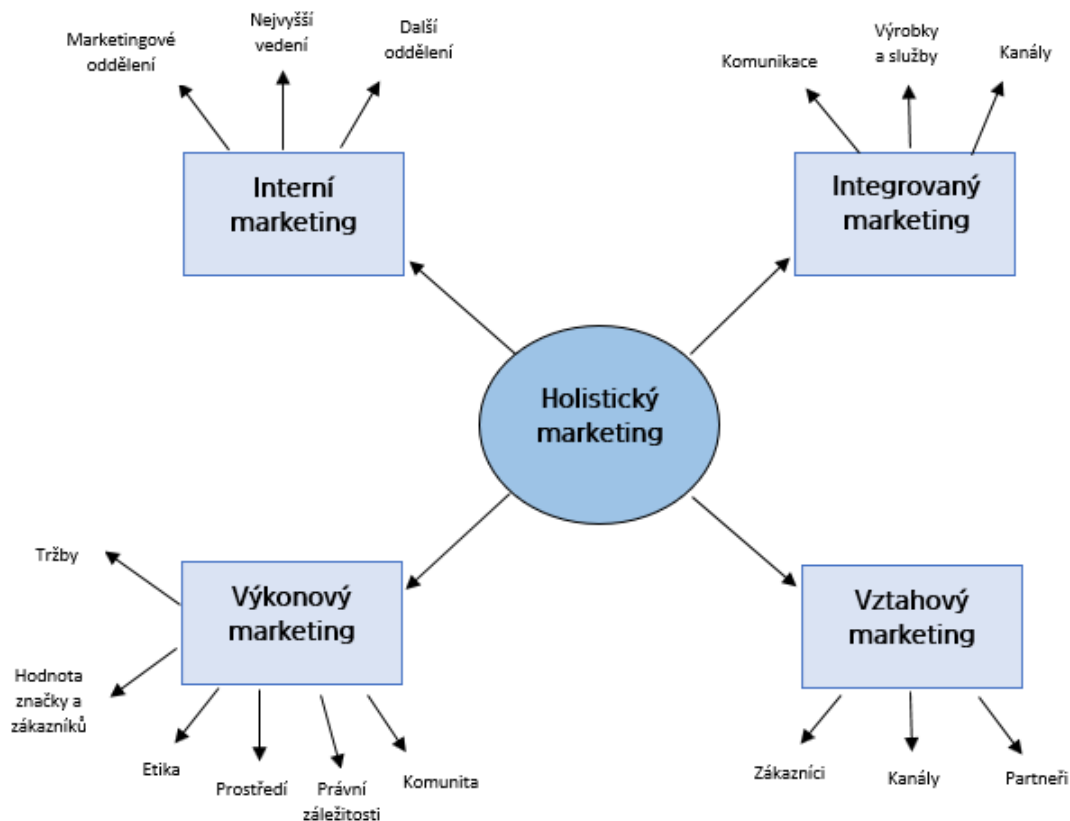 Marketingové
oddělení
Nejvyšší
vedení
Další
oddělení
Komunikace
Výrobky
a služby
Kanály
Interní
marketing
Integrovaný
marketing
Holistický
marketing
Tržby
Výkonový
marketing
Vztahový
marketing
Hodnota
značky a
zákazníků
Etika
Prostředí
Právní
záležitosti
Komunita
Zákazníci
Kanály
Partneři